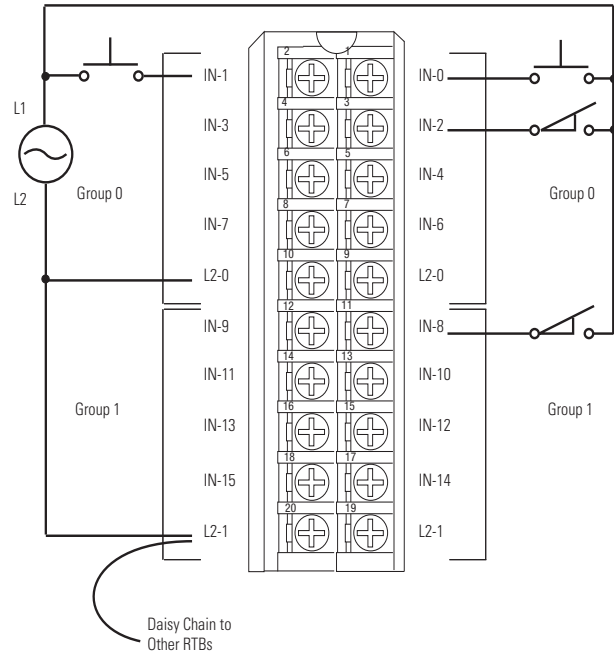 2 1
IN-1 IN-0
4 3
L1 IN-3 IN-2
6 5
IN-5 IN-4
L2 Group 0 Group 0
8 7
IN-7 IN-6
10 9
L2-0 L2-0
12 11
IN-9 IN-8
14 13
IN-11 IN-10
Group 1 Group 1
16 15
IN-13 IN-12
18 17
IN-15 IN-14
20 19
L2-1 L2-1
Daisy Chain to
Other RTBs